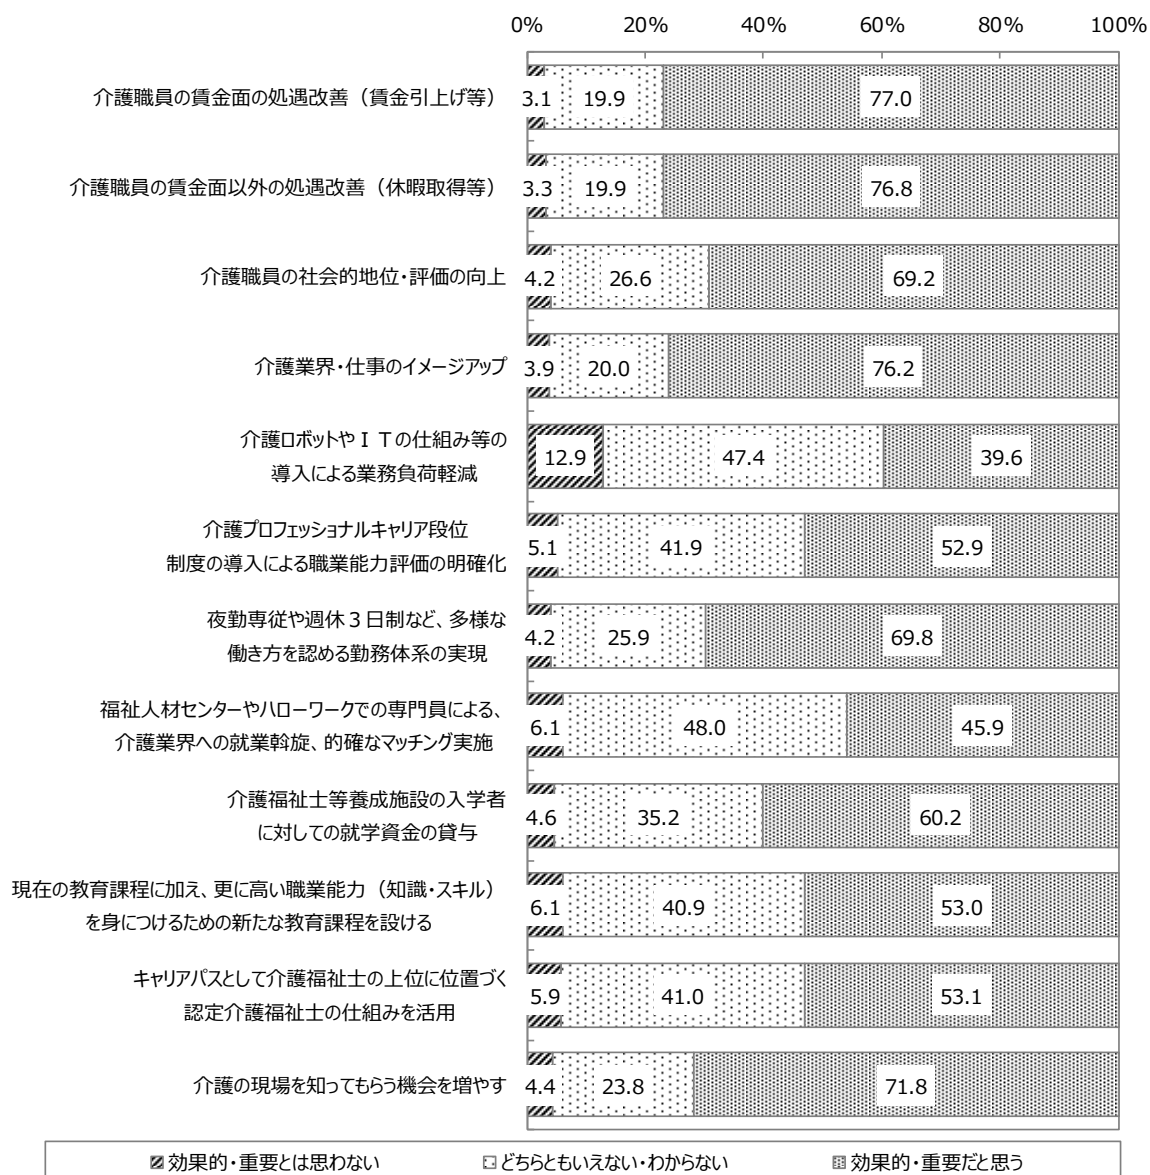 0% 20% 40% 60% 80% 100%
介護職員の賃金面の処遇改善（賃金引上げ等） 3.1 19.9 77.0
介護職員の賃金面以外の処遇改善（休暇取得等） 3.3 19.9 76.8
介護職員の社会的地位・評価の向上 4.2 26.6 69.2
介護業界・仕事のイメージアップ 3.9 20.0 76.2
介護ロボットやＩＴの仕組み等の
導入による業務負荷軽減
12.9 47.4 39.6
介護プロフェッショナルキャリア段位
制度の導入による職業能力評価の明確化
5.1 41.9 52.9
夜勤専従や週休３日制など、多様な
働き方を認める勤務体系の実現
4.2 25.9 69.8
福祉人材センターやハローワークでの専門員による、
介護業界への就業斡旋、的確なマッチング実施
6.1 48.0 45.9
介護福祉士等養成施設の入学者
に対しての就学資金の貸与
4.6 35.2 60.2
現在の教育課程に加え、更に高い職業能力（知識・スキル）
を身につけるための新たな教育課程を設ける
6.1 40.9 53.0
キャリアパスとして介護福祉士の上位に位置づく
認定介護福祉士の仕組みを活用
5.9 41.0 53.1
介護の現場を知ってもらう機会を増やす 4.4 23.8 71.8
効果的・重要とは思わない どちらともいえない・わからない 効果的・重要だと思う